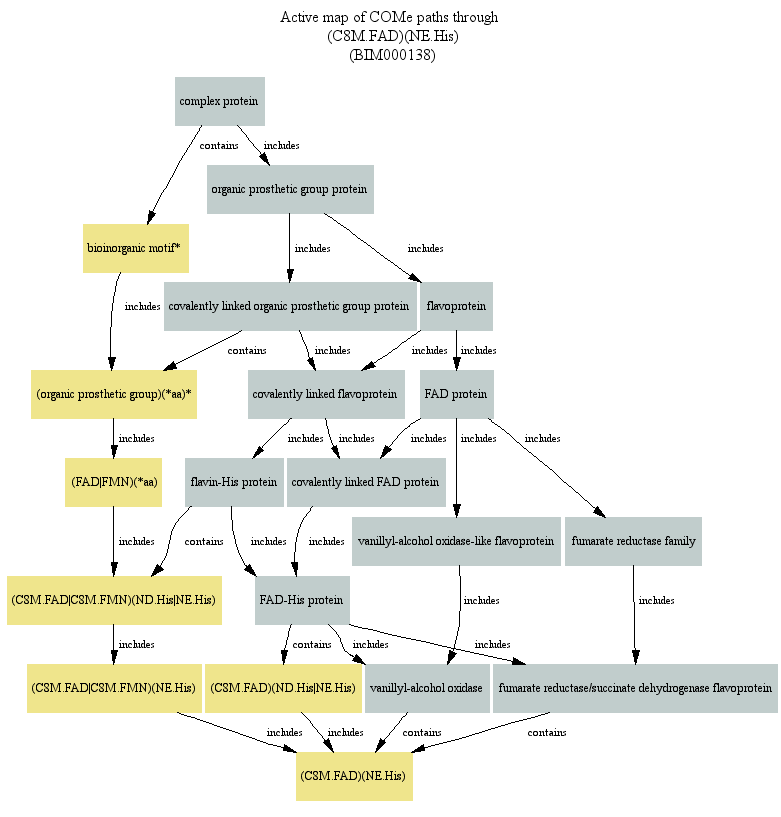 Active map of COMe paths through
(C8M.FAD)(NE.His)
(BIM000138)
complex protein
contains
includes
organic prosthetic group protein
bioinorganic motif*
includes
includes
includes
covalently linked organic prosthetic group protein
flavoprotein
contains
includes
includes
includes
(organic prosthetic group)(*aa)*
covalently linked flavoprotein
FAD protein
includes
includes
includes
includes
includes
includes
(FAD|FMN)(*aa)
flavin-His protein
covalently linked FAD protein
vanillyl-alcohol oxidase-like flavoprotein
fumarate reductase family
includes
contains
includes
includes
(C8M.FAD|C8M.FMN)(ND.His|NE.His)
FAD-His protein
includes
includes
includes
contains
includes
includes
(C8M.FAD|C8M.FMN)(NE.His)
(C8M.FAD)(ND.His|NE.His)
vanillyl-alcohol oxidase
fumarate reductase/succinate dehydrogenase flavoprotein
includes
includes
contains
contains
(C8M.FAD)(NE.His)